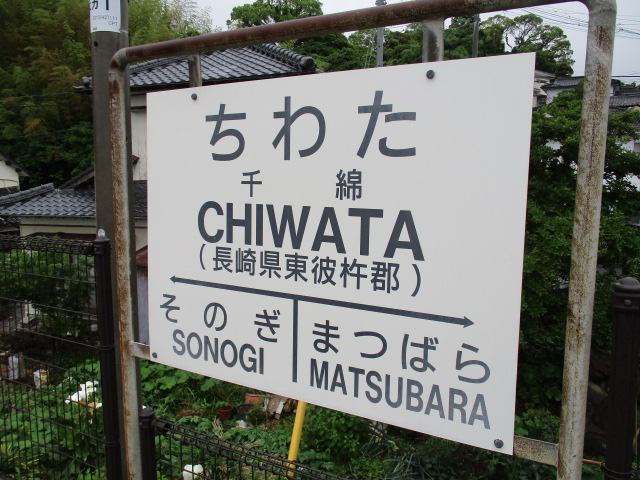 ちわた
千綿
CHIWATA
(長崎県東彼杵郡)
そのぎ
SONOGI
まつばら
MATSUBARA